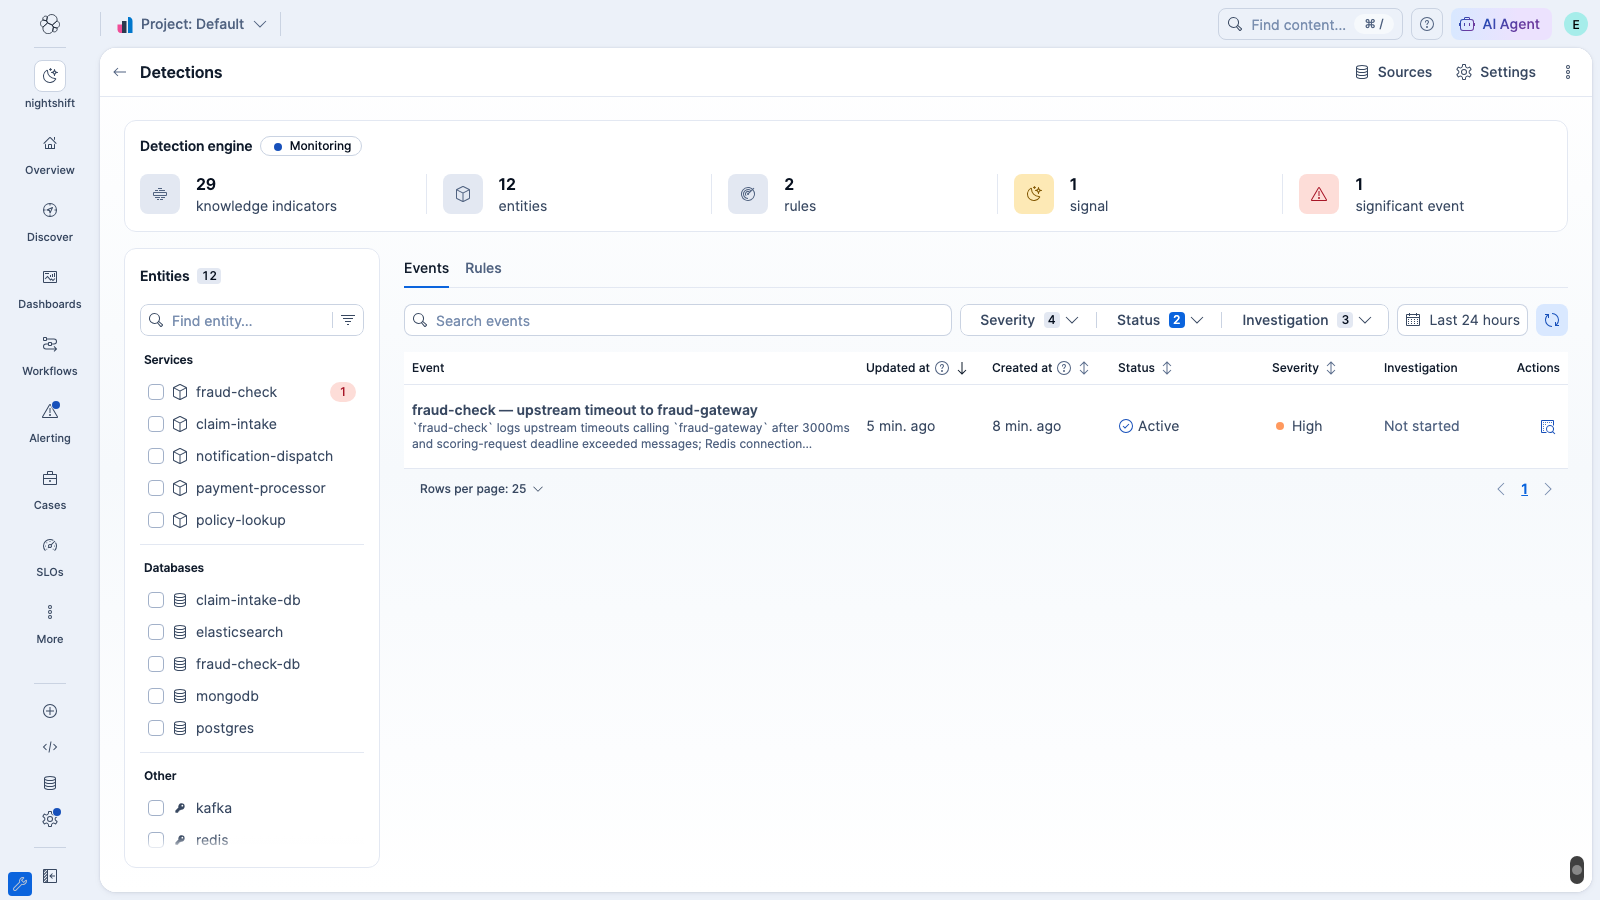 Project: Default
Find content...
⌘ /
AI Agent
E
nightshift
Overview
Discover
Dashboards
Workflows
Alerting
Cases
SLOs
More
Detections
Sources
Settings
Detection engine
Monitoring
29
knowledge indicators
12
entities
2
rules
1
signal
1
significant event
Entities 12
Find entity...
Services
fraud-check 1
claim-intake
notification-dispatch
payment-processor
policy-lookup
Databases
claim-intake-db
elasticsearch
fraud-check-db
mongodb
postgres
Other
kafka
redis
Events Rules
Search events
Severity 4
Status 2
Investigation 3
Last 24 hours
Event Updated at Created at Status Severity Investigation Actions
fraud-check — upstream timeout to fraud-gateway
`fraud-check` logs upstream timeouts calling `fraud-gateway` after 3000ms
and scoring-request deadline exceeded messages; Redis connection...
5 min. ago
8 min. ago
Active
High
Not started
Rows per page: 25
1